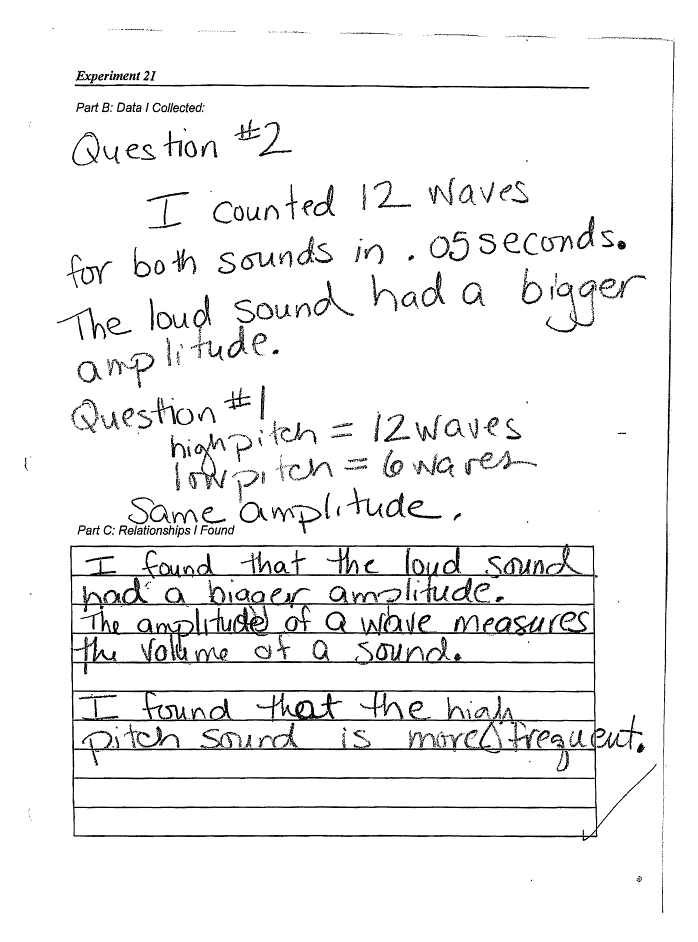 Experiment 21
Part B: Data I Collected:
Question #2
I counted 12 waves
for both sounds in .05 seconds.
The loud sound had a bigger
amplitude.
Question #1
high pitch = 12 waves
low pitch = 6 waves
Same amplitude.
Part C: Relationships I Found
I found that the loud sound
had a bigger amplitude.
The amplitude of a wave measures
the volume of a sound.
I found that the high
pitch sound is more frequent.